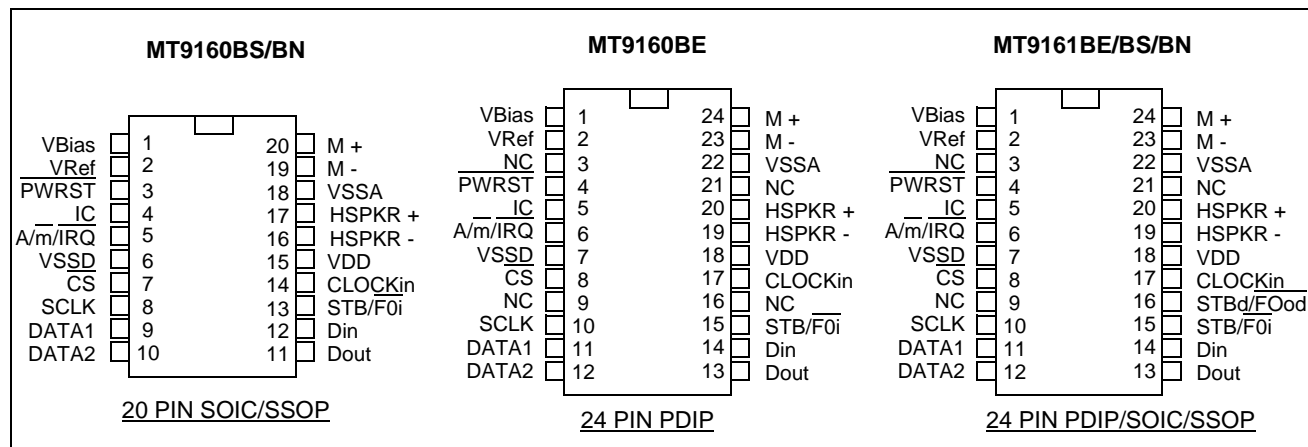 MT9160BS/BN
VBias 1 20 M +
VRef 2 19 M -
PWRST 3 18 VSSA
IC 4 17 HSPKR +
A/m/IRQ 5 16 HSPKR -
VSSD 6 15 VDD
CS 7 14 CLOCKin
SCLK 8 13 STB/F0i
DATA1 9 12 Din
DATA2 10 11 Dout
20 PIN SOIC/SSOP
MT9160BE
VBias 1 24 M +
VRef 2 23 M -
NC 3 22 VSSA
PWRST 4 21 NC
IC 5 20 HSPKR +
A/m/IRQ 6 19 HSPKR -
VSSD 7 18 VDD
CS 8 17 CLOCKin
NC 9 16 NC
SCLK 10 15 STB/F0i
DATA1 11 14 Din
DATA2 12 13 Dout
24 PIN PDIP
MT9161BE/BS/BN
VBias 1 24 M +
VRef 2 23 M -
NC 3 22 VSSA
PWRST 4 21 NC
IC 5 20 HSPKR +
A/m/IRQ 6 19 HSPKR -
VSSD 7 18 VDD
CS 8 17 CLOCKin
NC 9 16 STBd/FOod
SCLK 10 15 STB/F0i
DATA1 11 14 Din
DATA2 12 13 Dout
24 PIN PDIP/SOIC/SSOP